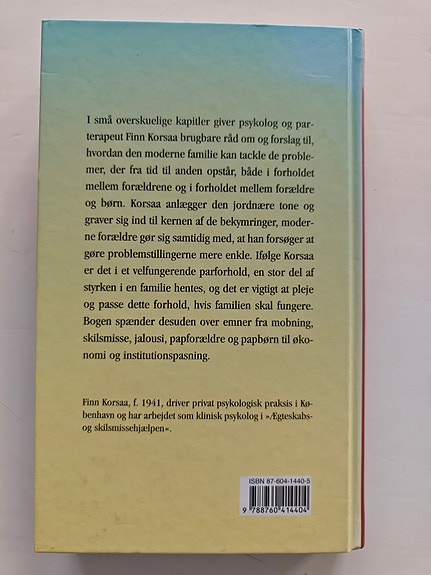 I små overskuelige kapitler giver psykolog og par-
terapeut Finn Korsaa brugbare råd om og forslag til,
hvordan den moderne familie kan tackle de proble-
mer, der fra tid til anden opstår, både i forholdet
mellem forældrene og i forholdet mellem forældre
og børn. Korsaa anlægger den jordnære tone og
graver sig ind til kernen af de bekymringer, moder-
ne forældre gør sig samtidig med, at han forsøger at
gøre problemstillingerne mere enkle. Ifølge Korsaa
er det i et velfungerende parforhold, en stor del af
styrken i en familie hentes, og det er vigtigt at pleje
og passe dette forhold, hvis familien skal fungere.
Bogen spænder desuden over emner fra mobning,
skilsmisse, jalousi, papforældre og papbørn til øko-
nomi og institutionspasning.
Finn Korsaa, f. 1941, driver privat psykologisk praksis i Kø-
benhavn og har arbejdet som klinisk psykolog i »Ægteskabs-
og skilsmissehjælpen«.
ISBN 87-604-1440-5
9 788760 414404